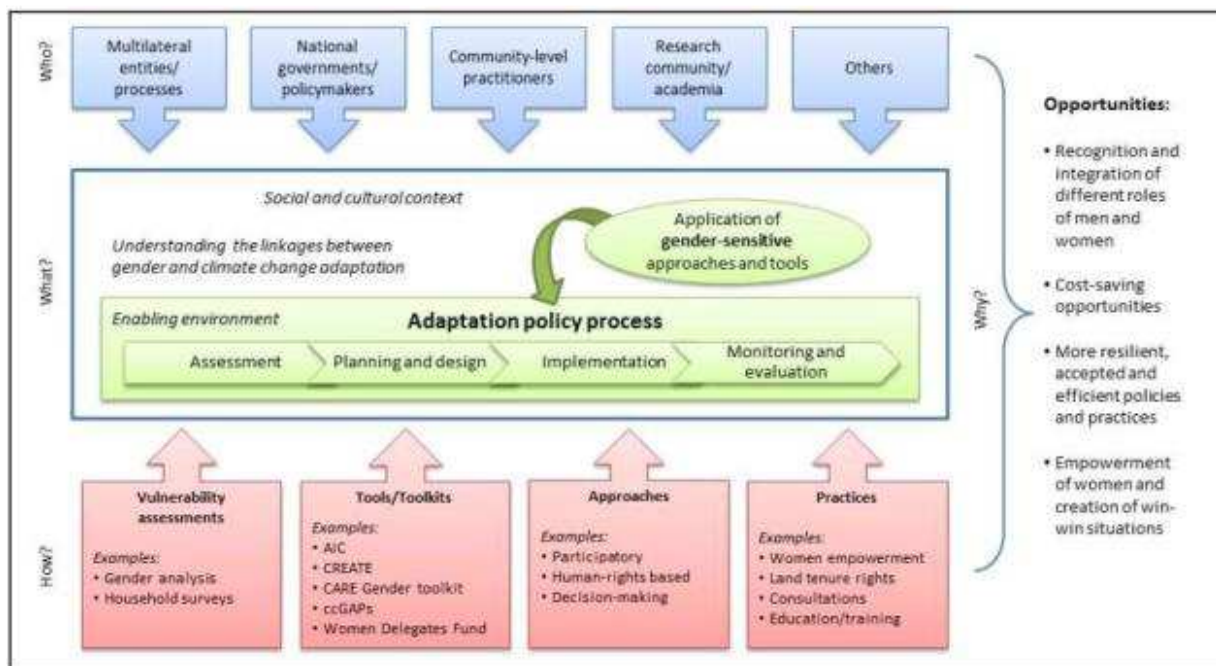 Who?
Multilateral
entities/
processes
National
governments/
policymakers
Community-level
practitioners
Research
community/
academia
Others
What?
Social and cultural context
Understanding the linkages between
gender and climate change adaptation
Application of
gender-sensitive
approaches and tools
Enabling environment
Adaptation policy process
Assessment
Planning and design
Implementation
Monitoring and
evaluation
How?
Vulnerability
assessments
Examples:
• Gender analysis
• Household surveys
Tools/Toolkits
Examples:
• AIC
• CREATE
• CARE Gender toolkit
• ccGAPs
• Women Delegates Fund
Approaches
Examples:
• Participatory
• Human-rights based
• Decision-making
Practices
Examples:
• Women empowerment
• Land tenure rights
• Consultations
• Education/training
Why?
Opportunities:
• Recognition and
integration of
different roles
of men and
women
• Cost-saving
opportunities
• More resilient,
accepted and
efficient policies
and practices
• Empowerment
of women and
creation of win-
win situations